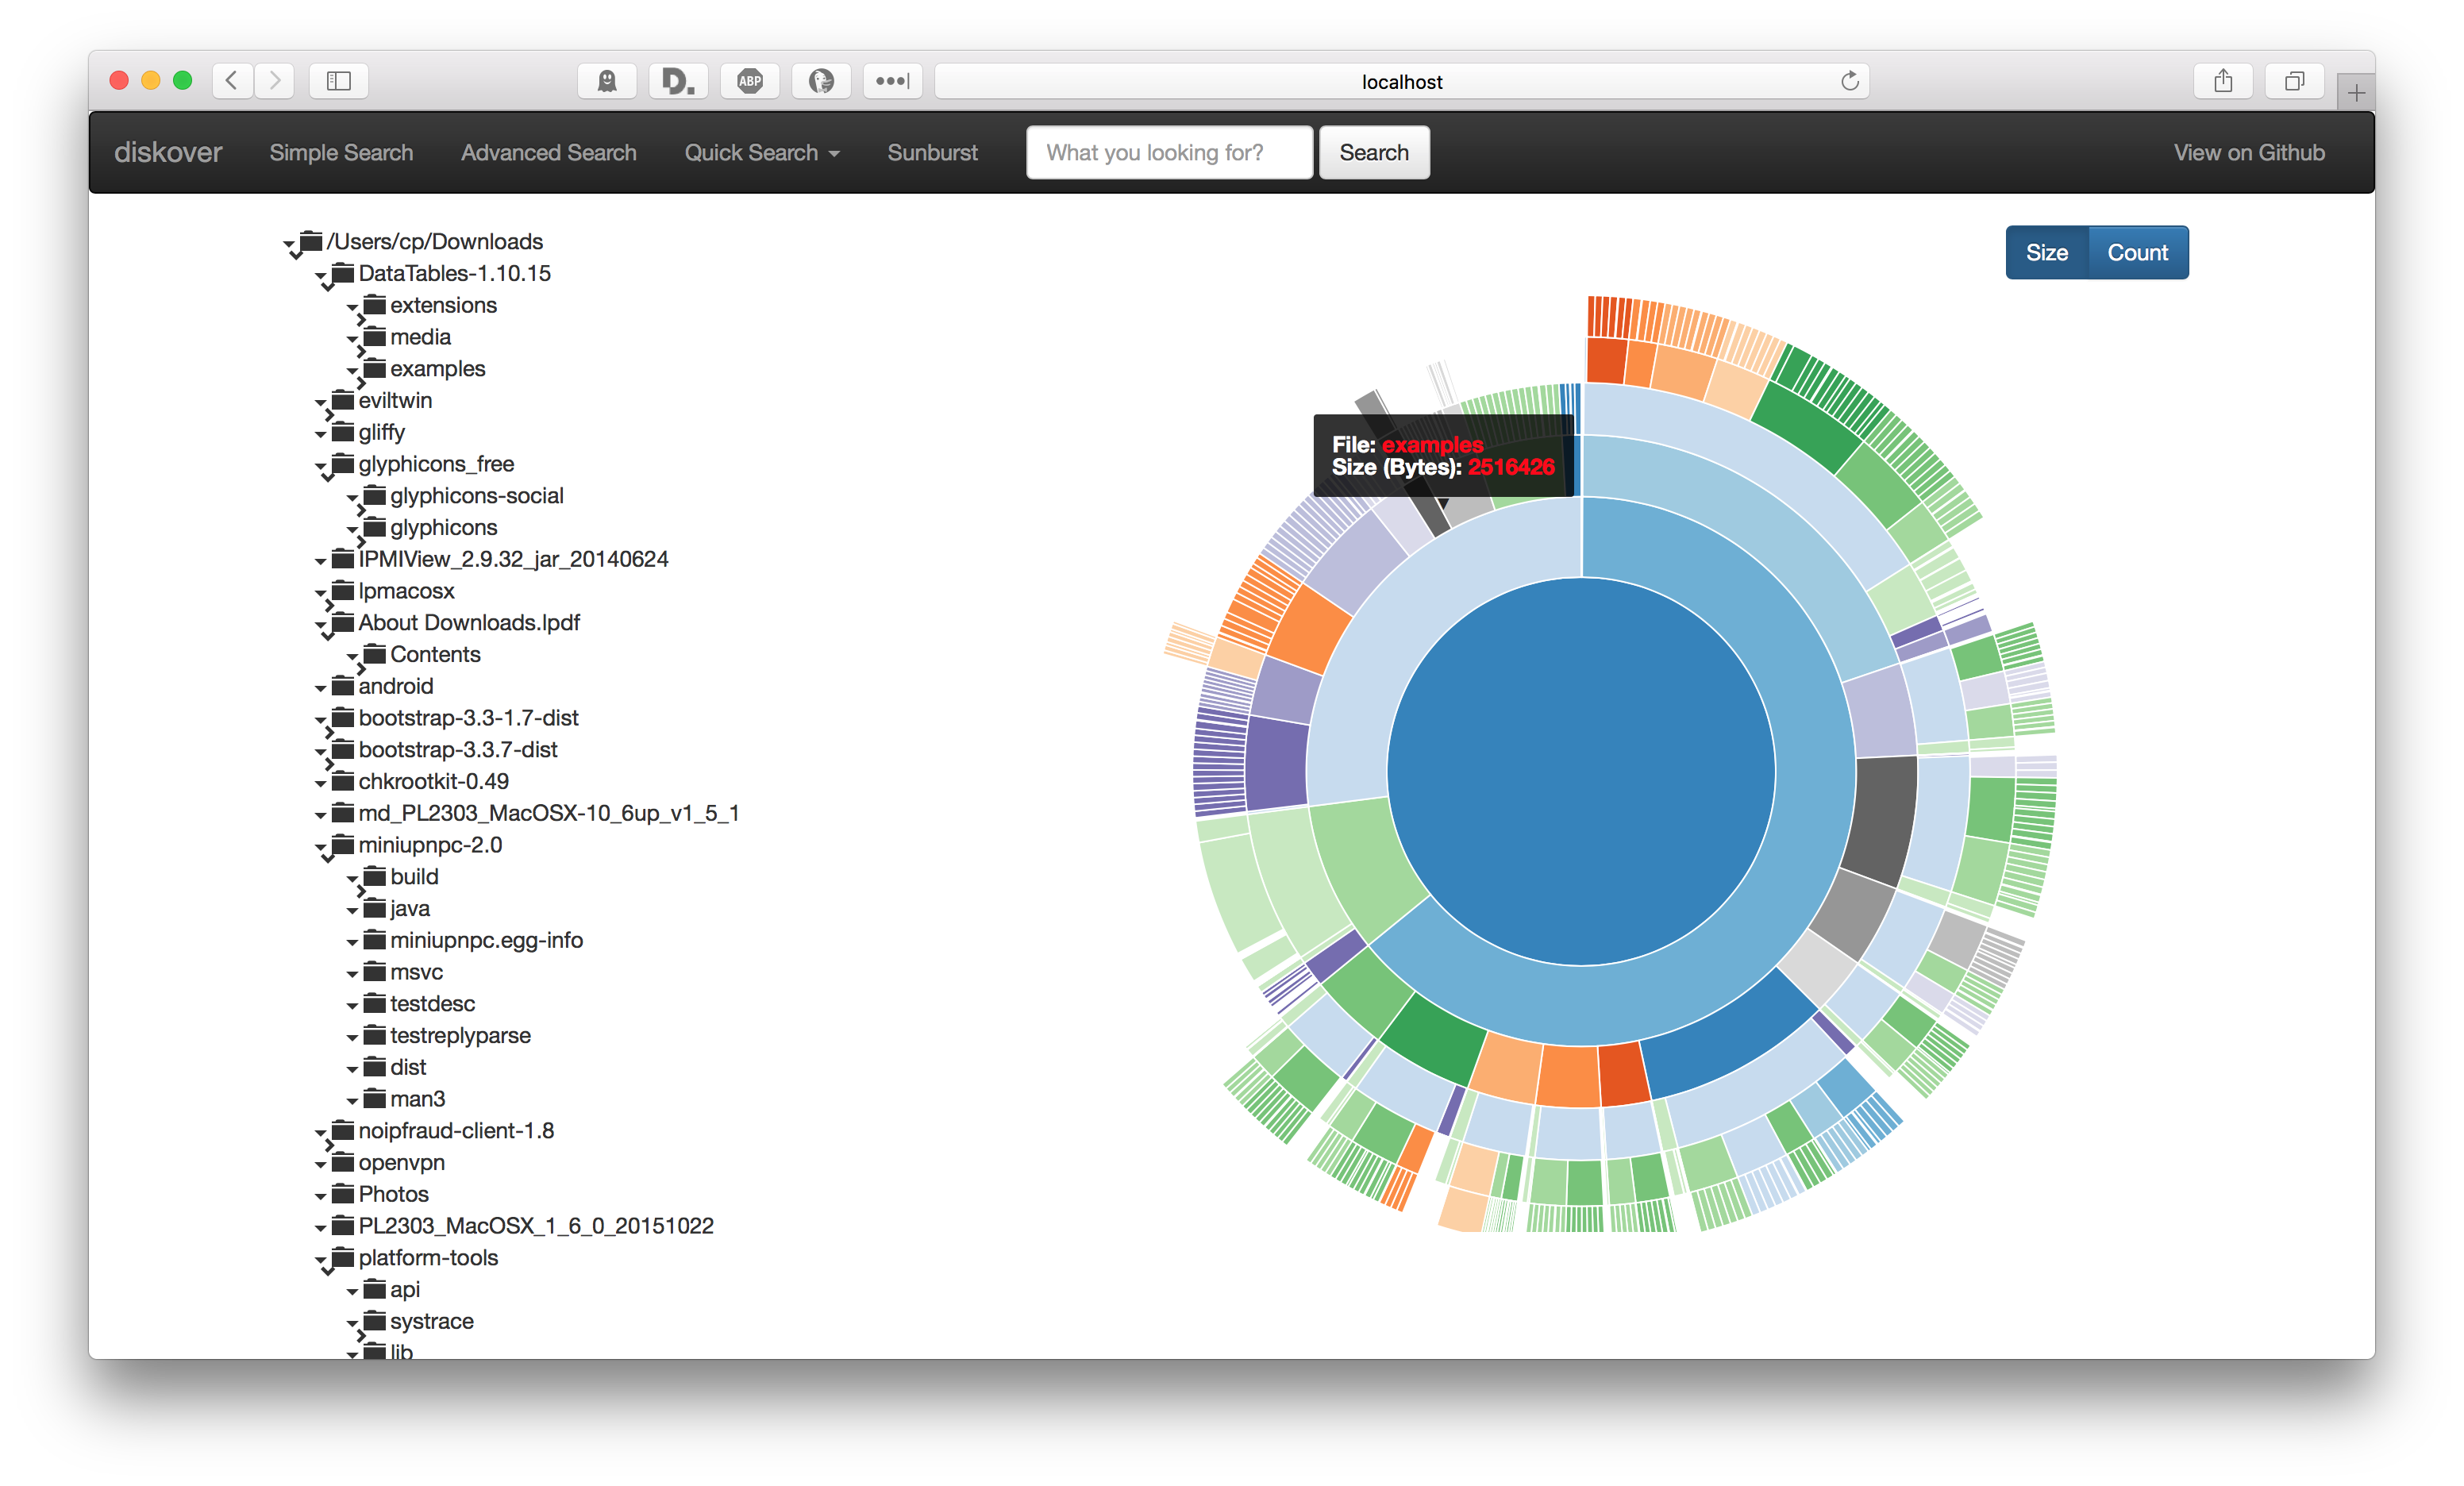 localhost
D.
ABP
diskover Simple Search Advanced Search Quick Search Sunburst What you looking for? Search View on Github
/Users/cp/Downloads
DataTables-1.10.15
extensions
media
examples
eviltwin
gliffy
glyphicons_free
glyphicons-social
glyphicons
IPMIView_2.9.32_jar_20140624
lpmacosx
About Downloads.lpdf
Contents
android
bootstrap-3.3-1.7-dist
bootstrap-3.3.7-dist
chkrootkit-0.49
md_PL2303_MacOSX-10_6up_v1_5_1
miniupnpc-2.0
build
java
miniupnpc.egg-info
msvc
testdesc
testreplyparse
dist
man3
noipfraud-client-1.8
openvpn
Photos
PL2303_MacOSX_1_6_0_20151022
platform-tools
api
systrace
lib
Size Count
File: examples
Size (Bytes): 2516426